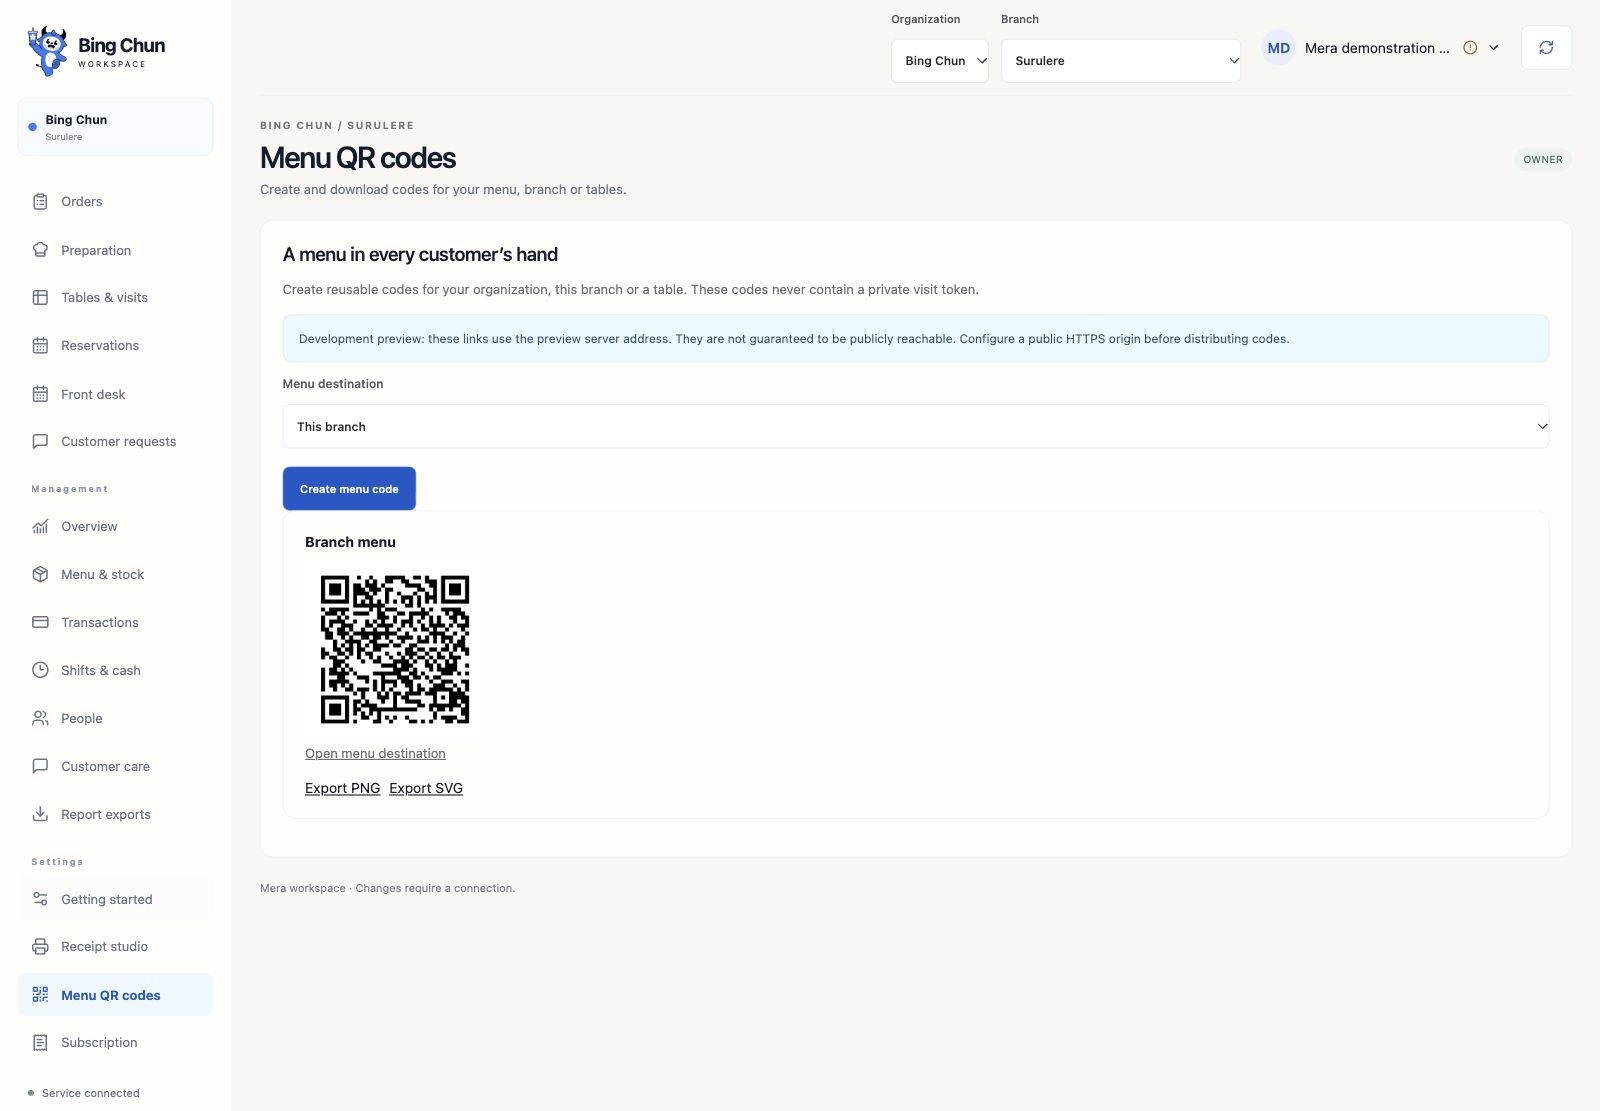 Bing Chun
WORKSPACE
Bing Chun
Surulere
Orders
Preparation
Tables & visits
Reservations
Front desk
Customer requests
Management
Overview
Menu & stock
Transactions
Shifts & cash
People
Customer care
Report exports
Settings
Getting started
Receipt studio
Menu QR codes
Subscription
Service connected
Organization
Branch
Bing Chun
Surulere
MD
Mera demonstration ...
BING CHUN / SURULERE
Menu QR codes
OWNER
Create and download codes for your menu, branch or tables.
A menu in every customer’s hand
Create reusable codes for your organization, this branch or a table. These codes never contain a private visit token.
Development preview: these links use the preview server address. They are not guaranteed to be publicly reachable. Configure a public HTTPS origin before distributing codes.
Menu destination
This branch
Create menu code
Branch menu
Open menu destination
Export PNG Export SVG
Mera workspace · Changes require a connection.